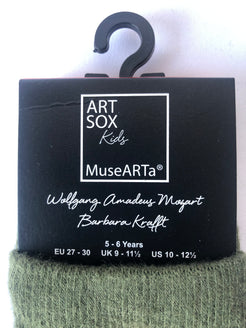 ART
SOX
Kids
MuseARTa®
Wolfgang Amadeus Mozart
Barbara Krafft
5 - 6 Years
EU 27 - 30 UK 9 - 11½ US 10 - 12½